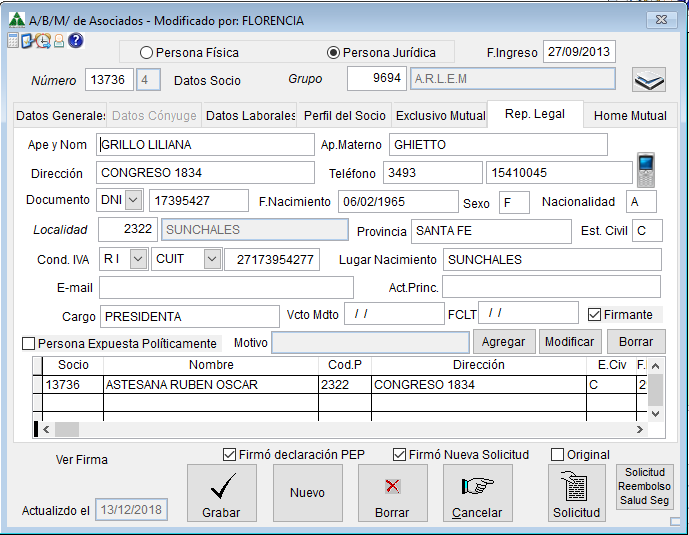 A/B/M/ de Asociados - Modificado por: FLORENCIA
Persona Física Persona Jurídica F.Ingreso 27/09/2013
Número 13736 4 Datos Socio Grupo 9694 A.R.L.E.M
Datos Generales Datos Cónyuge Datos Laborales Perfil del Socio Exclusivo Mutual Rep. Legal Home Mutual
Ape y Nom GRILLO LILIANA Ap.Materno GHIETTO
Dirección CONGRESO 1834 Teléfono 3493 15410045
Documento DNI 17395427 F.Nacimiento 06/02/1965 Sexo F Nacionalidad A
Localidad 2322 SUNCHALES Provincia SANTA FE Est. Civil C
Cond. IVA R I CUIT 27173954277 Lugar Nacimiento SUNCHALES
E-mail Act.Princ.
Cargo PRESIDENTA Vcto Mdto / / FCLT / / Firmante
Persona Expuesta Políticamente Motivo Agregar Modificar Borrar
Socio Nombre Cod.P Dirección E.Civ F.I
13736 ASTESANA RUBEN OSCAR 2322 CONGRESO 1834 C 2
Ver Firma Firmó declaración PEP Firmó Nueva Solicitud Original
Grabar Nuevo Borrar Cancelar Solicitud
Solicitud
Reembolso
Salud Seg
Actualizdo el 13/12/2018